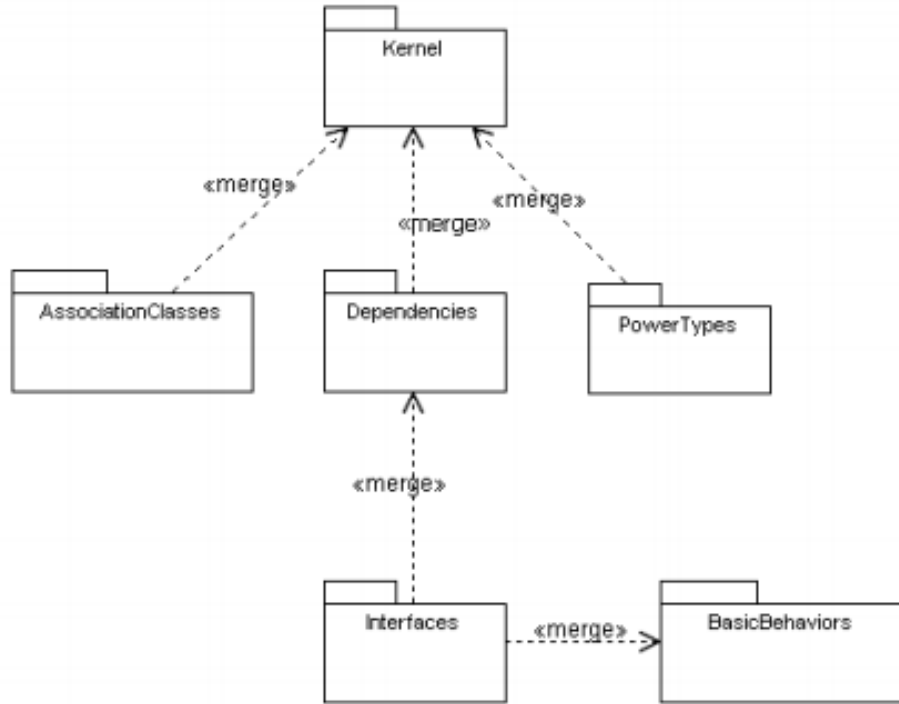 Kernel
«merge»
«merge»
«merge»
AssociationClasses
Dependencies
PowerTypes
«merge»
Interfaces
«merge»
BasicBehaviors